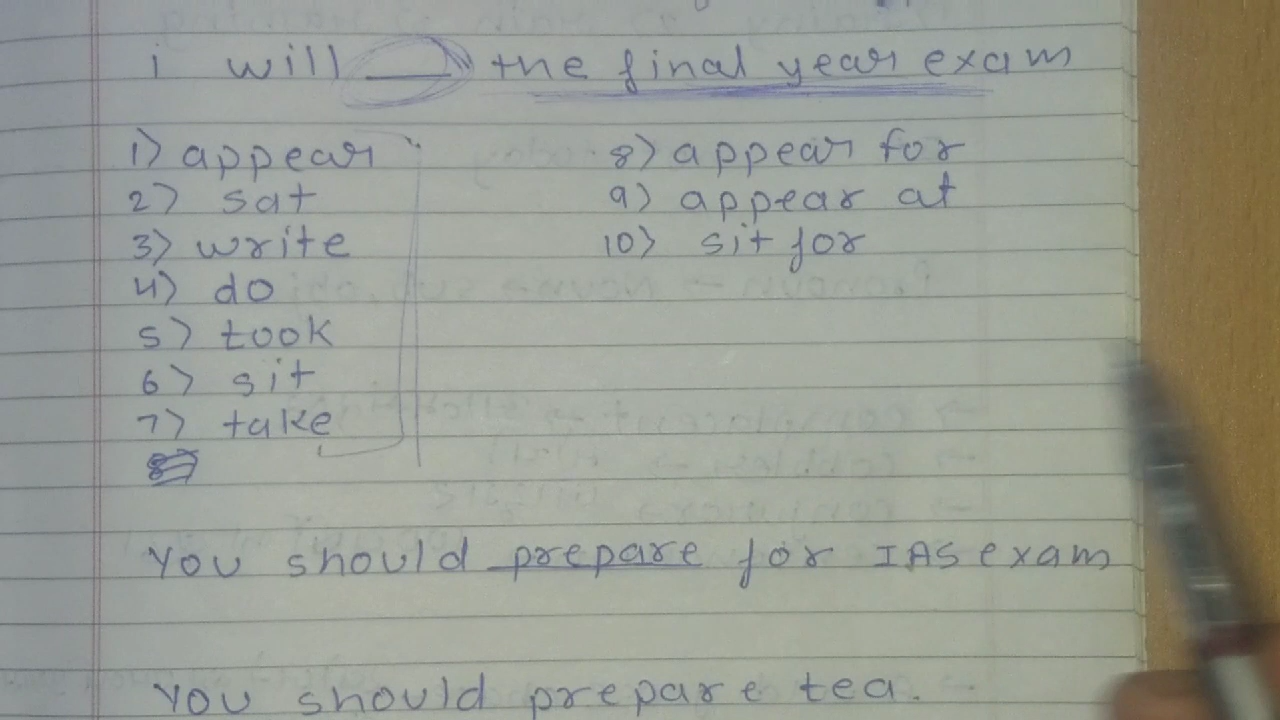 i will ___ the final year exam
1) appear
2) sat
3) write
4) do
5) took
6) sit
7) take
8) appear for
9) appear at
10) sit for
You should prepare for IAS exam
You should prepare tea.